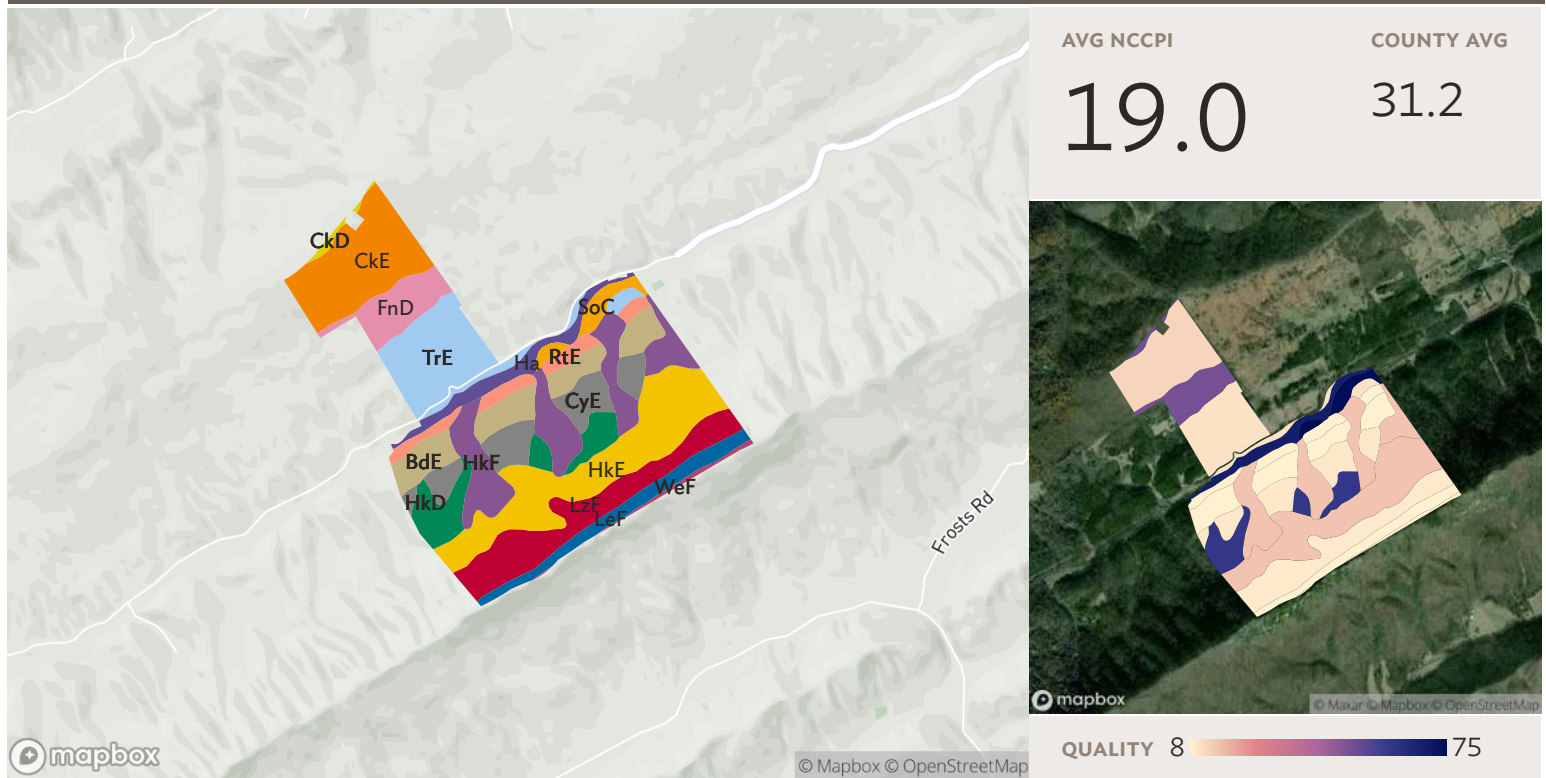 AVG NCCPI
COUNTY AVG
19.0
31.2
CkD
CkE
FnD
SoC
TrE
Ha
RtE
CyE
BdE
HkF
HkE
HkD
WeF
LzF
LeF
Frosts Rd
mapbox
© Mapbox © OpenStreetMap
mapbox
© Maxar © Mapbox © OpenStreetMap
QUALITY 8 75